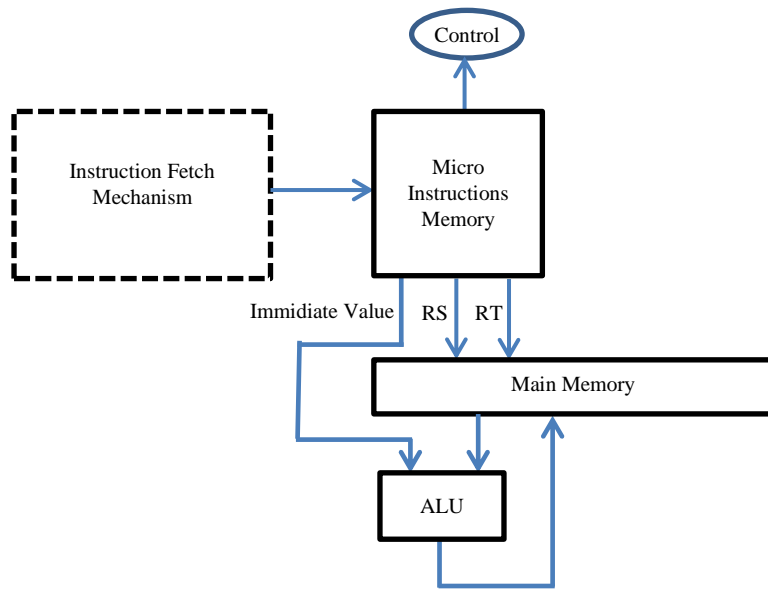 Control
Instruction Fetch
Mechanism
Micro
Instructions
Memory
Immidiate Value
RS
RT
Main Memory
ALU